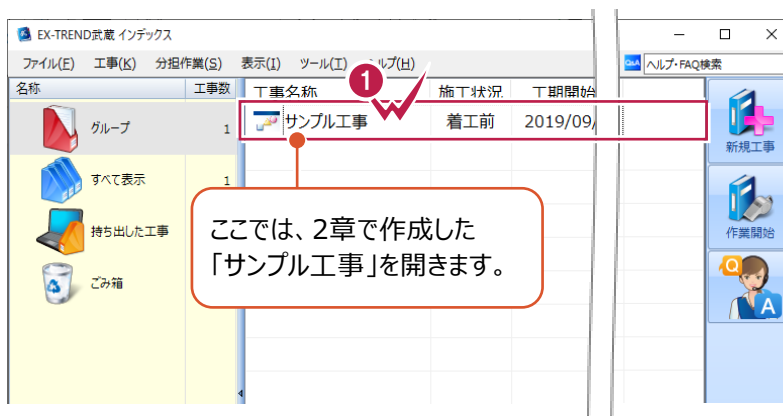 EX-TREND武蔵 インデックス
ファイル(F) 工事(K) 分担作業(S) 表示(I) ツール(T) ヘルプ(H)
Q&A ヘルプ・FAQ検索
名称 工事数 工事名称 施工状況 工期開始
1
グループ 1
サンプル工事 着工前 2019/09/
新規工事
すべて表示 1
持ち出した工事
作業開始
ごみ箱
ここでは、2章で作成した
「サンプル工事」を開きます。
Q
A